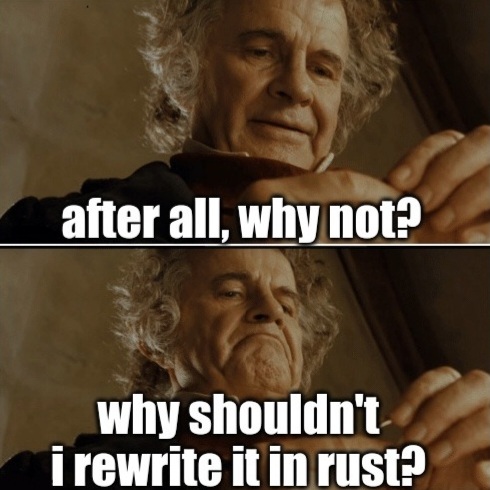 after all, why not?
why shouldn't
i rewrite it in rust?